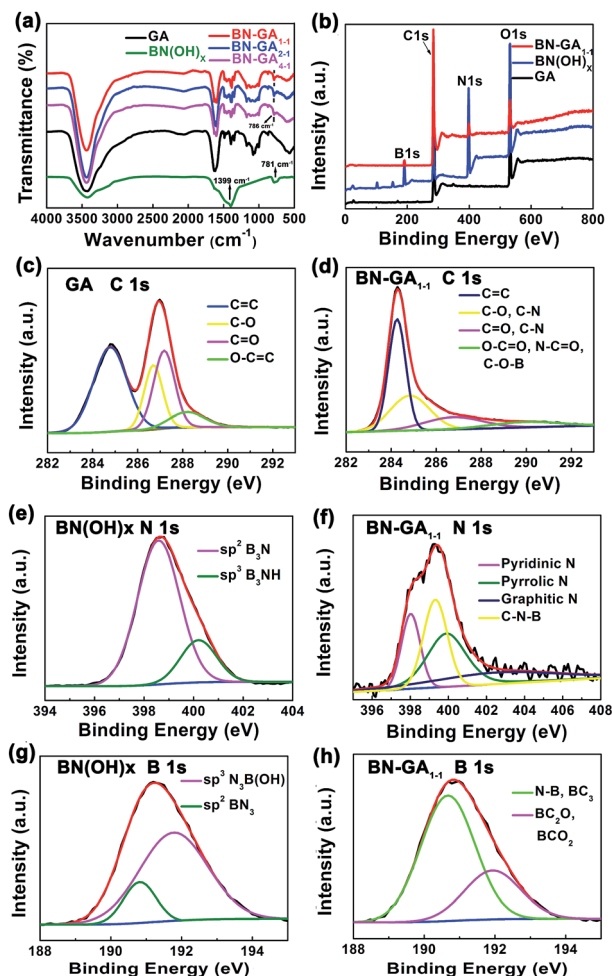 (a)
GA
BN(OH)x
BN-GA1-1
BN-GA2-1
BN-GA4-1
786 cm-1
1399 cm-1
781 cm-1
Transmittance (%)
4000 3500 3000 2500 2000 1500 1000 500
Wavenumber (cm-1)
(b)
C1s
O1s
N1s
B1s
BN-GA1-1
BN(OH)x
GA
Intensity (a.u.)
0 200 400 600 800
Binding Energy (eV)
(c) GA C 1s
C=C
C-O
C=O
O-C=C
Intensity (a.u.)
282 284 286 288 290 292
Binding Energy (eV)
(d) BN-GA1-1 C 1s
C=C
C-O, C-N
C=O, C-N
O-C=O, N-C=O,
C-O-B
Intensity (a.u.)
282 284 286 288 290 292
Binding Energy (eV)
(e) BN(OH)x N 1s
sp2 B3N
sp3 B3NH
Intensity (a.u.)
394 396 398 400 402 404
Binding Energy (eV)
(f) BN-GA1-1 N 1s
Pyridinic N
Pyrrolic N
Graphitic N
C-N-B
Intensity (a.u.)
396 398 400 402 404 406 408
Binding Energy (eV)
(g) BN(OH)x B 1s
sp3 N3B(OH)
sp2 BN3
Intensity (a.u.)
188 190 192 194
Binding Energy (eV)
(h) BN-GA1-1 B 1s
N-B, BC3
BC2O,
BCO2
Intensity (a.u.)
188 190 192 194
Binding Energy (eV)